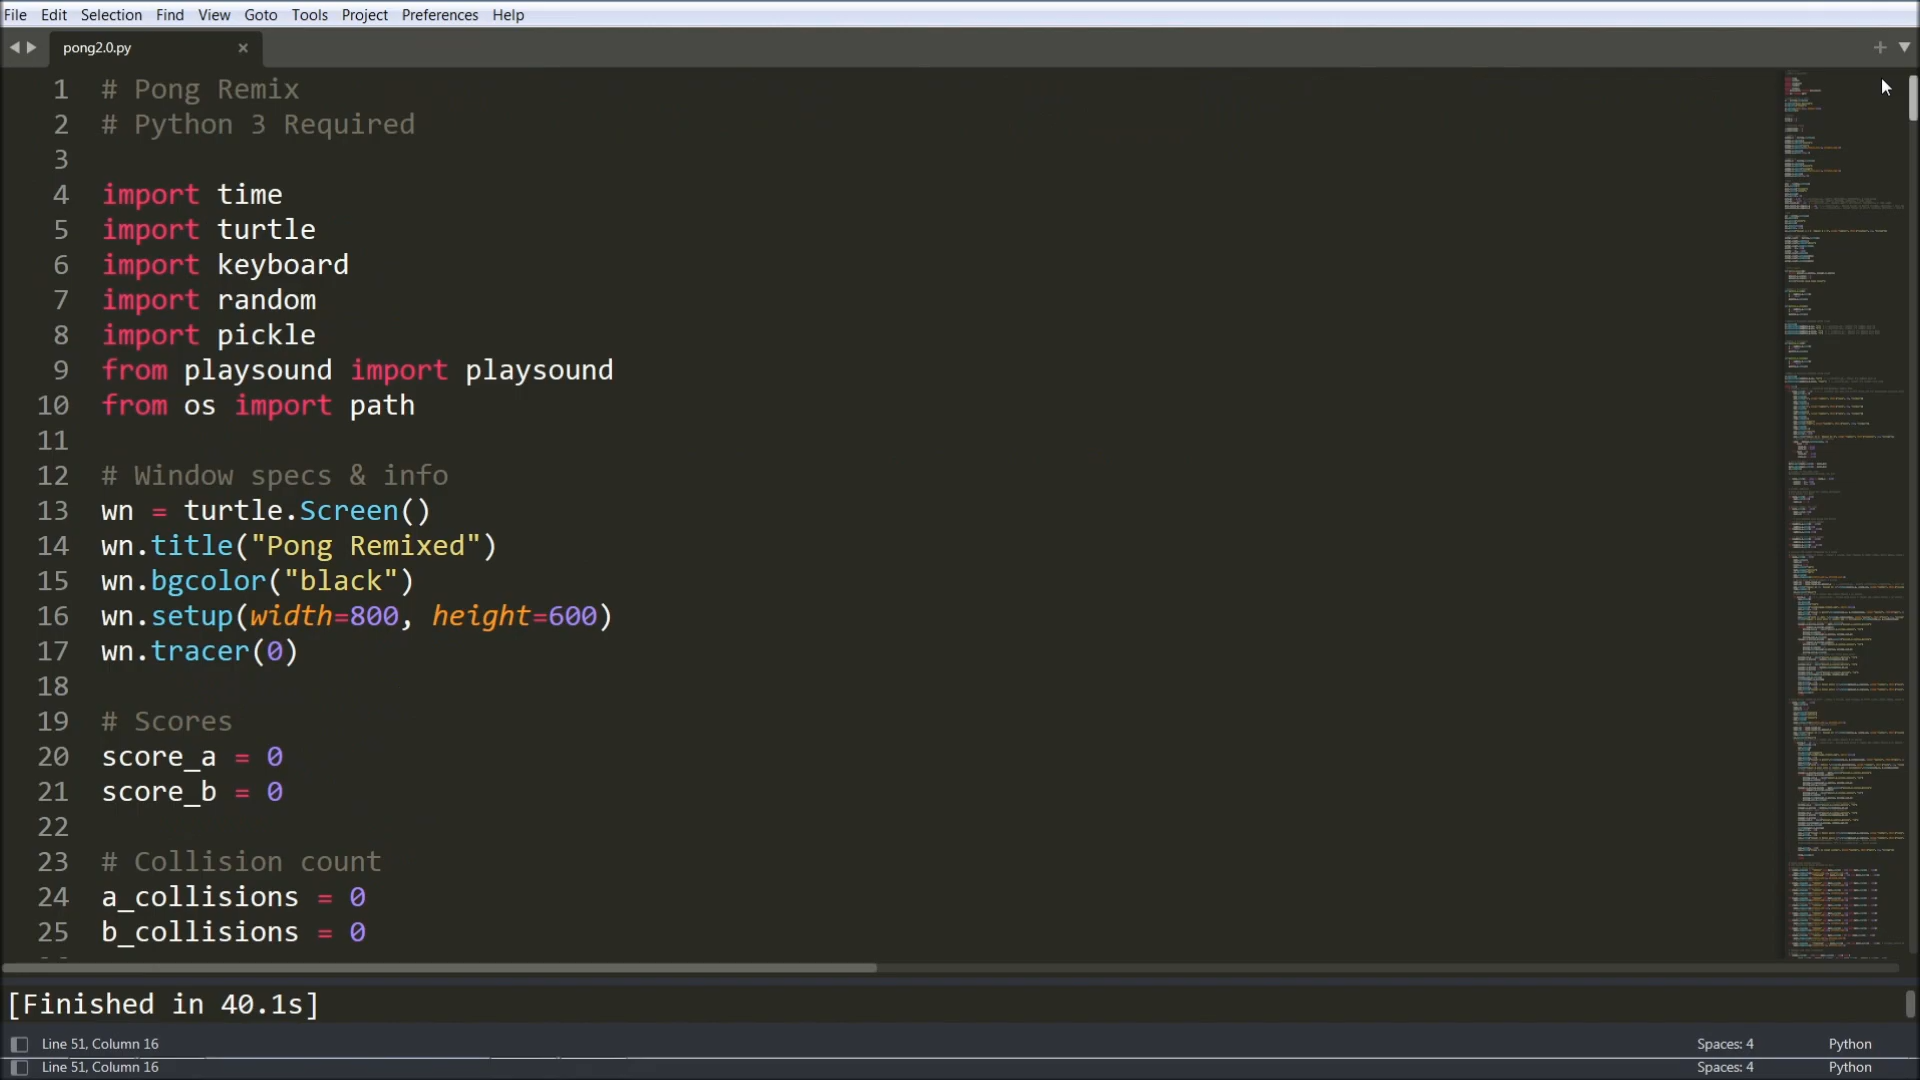 File Edit Selection Find View Goto Tools Project Preferences Help
pong2.0.py
1 # Pong Remix
2 # Python 3 Required
3
4 import time
5 import turtle
6 import keyboard
7 import random
8 import pickle
9 from playsound import playsound
10 from os import path
11
12 # Window specs & info
13 wn = turtle.Screen()
14 wn.title("Pong Remixed")
15 wn.bgcolor("black")
16 wn.setup(width=800, height=600)
17 wn.tracer(0)
18
19 # Scores
20 score_a = 0
21 score_b = 0
22
23 # Collision count
24 a_collisions = 0
25 b_collisions = 0
[Finished in 40.1s]
Line 51, Column 16 Spaces: 4 Python
Line 51, Column 16 Spaces: 4 Python